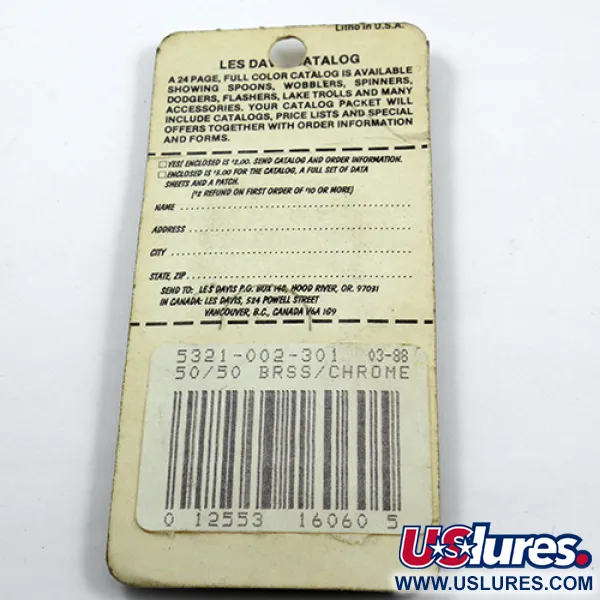 Litho in U.S.A.
LES DAVIS CATALOG
A 24 PAGE, FULL COLOR CATALOG IS AVAILABLE
SHOWING SPOONS, WOBBLERS, SPINNERS,
DODGERS, FLASHERS, LAKE TROLLS AND MANY
ACCESSORIES. YOUR CATALOG PACKET WILL
INCLUDE CATALOGS, PRICE LISTS AND SPECIAL
OFFERS TOGETHER WITH ORDER INFORMATION
AND FORMS.
YES! ENCLOSED IS $2.00. SEND CATALOG AND ORDER INFORMATION.
ENCLOSED IS $5.00 FOR THE CATALOG, A FULL SET OF DATA
SHEETS AND A PATCH.
($2 REFUND ON FIRST ORDER OF $10 OR MORE)
NAME
ADDRESS
CITY
STATE, ZIP
SEND TO: LES DAVIS P.O. BOX 148, HOOD RIVER, OR. 97031
IN CANADA: LES DAVIS, 524 POWELL STREET
VANCOUVER, B.C., CANADA V6A 1G9
5321-002-301 03-88
50/50 BRSS/CHROME
0 12553 16060 5
USlures.
WWW.USLURES.COM